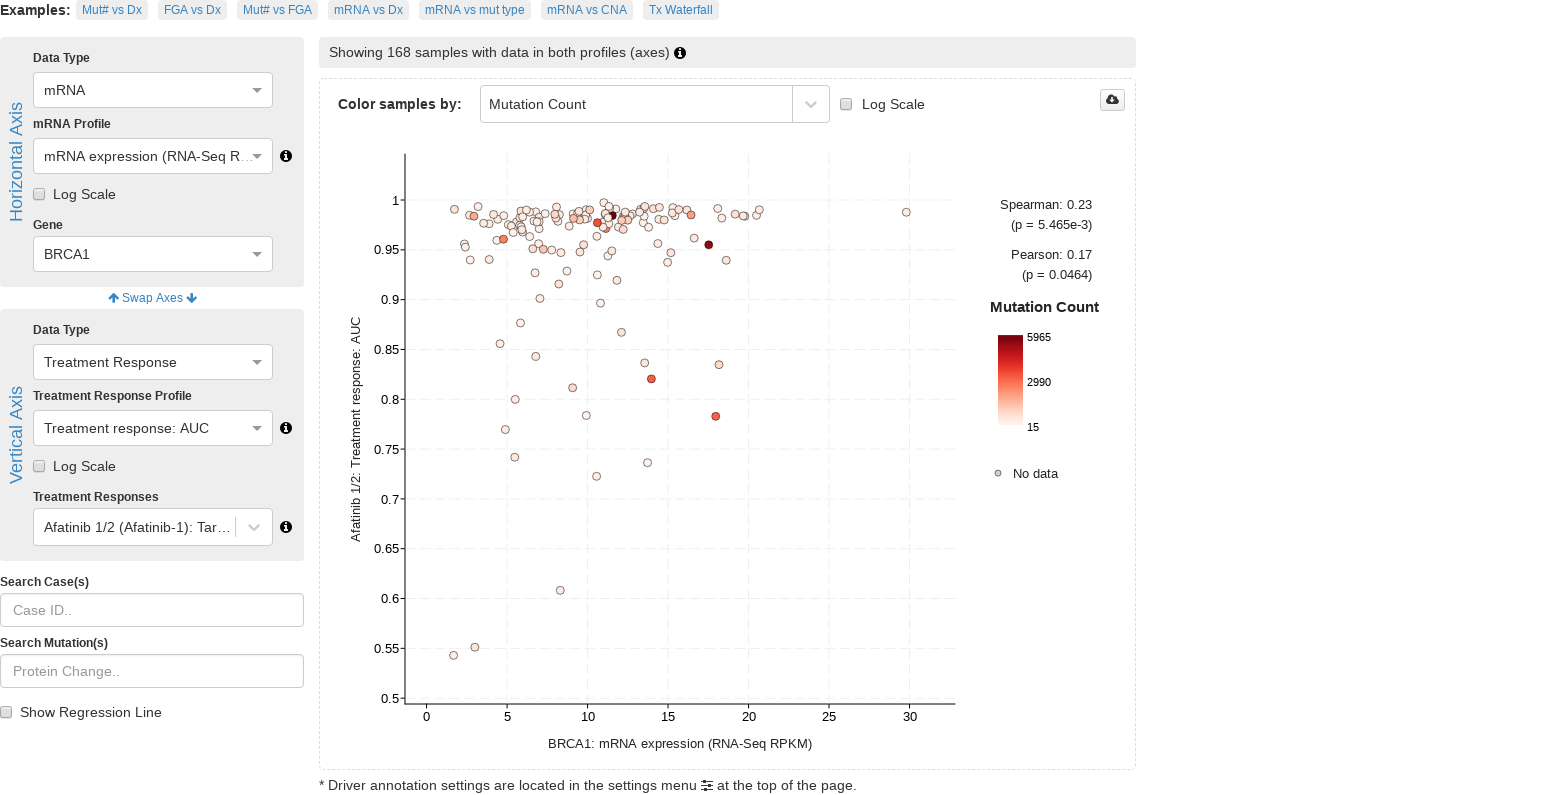 Examples: Mut# vs Dx FGA vs Dx Mut# vs FGA mRNA vs Dx mRNA vs mut type mRNA vs CNA Tx Waterfall
Horizontal Axis
Data Type
mRNA
mRNA Profile
mRNA expression (RNA-Seq R...
Log Scale
Gene
BRCA1
Swap Axes
Vertical Axis
Data Type
Treatment Response
Treatment Response Profile
Treatment response: AUC
Log Scale
Treatment Responses
Afatinib 1/2 (Afatinib-1): Tar...
Search Case(s)
Case ID..
Search Mutation(s)
Protein Change..
Show Regression Line
Showing 168 samples with data in both profiles (axes)
Color samples by: Mutation Count Log Scale
Afatinib 1/2: Treatment response: AUC
1
0.95
0.9
0.85
0.8
0.75
0.7
0.65
0.6
0.55
0.5
0 5 10 15 20 25 30
BRCA1: mRNA expression (RNA-Seq RPKM)
Spearman: 0.23
(p = 5.465e-3)
Pearson: 0.17
(p = 0.0464)
Mutation Count
5965
2990
15
No data
* Driver annotation settings are located in the settings menu at the top of the page.